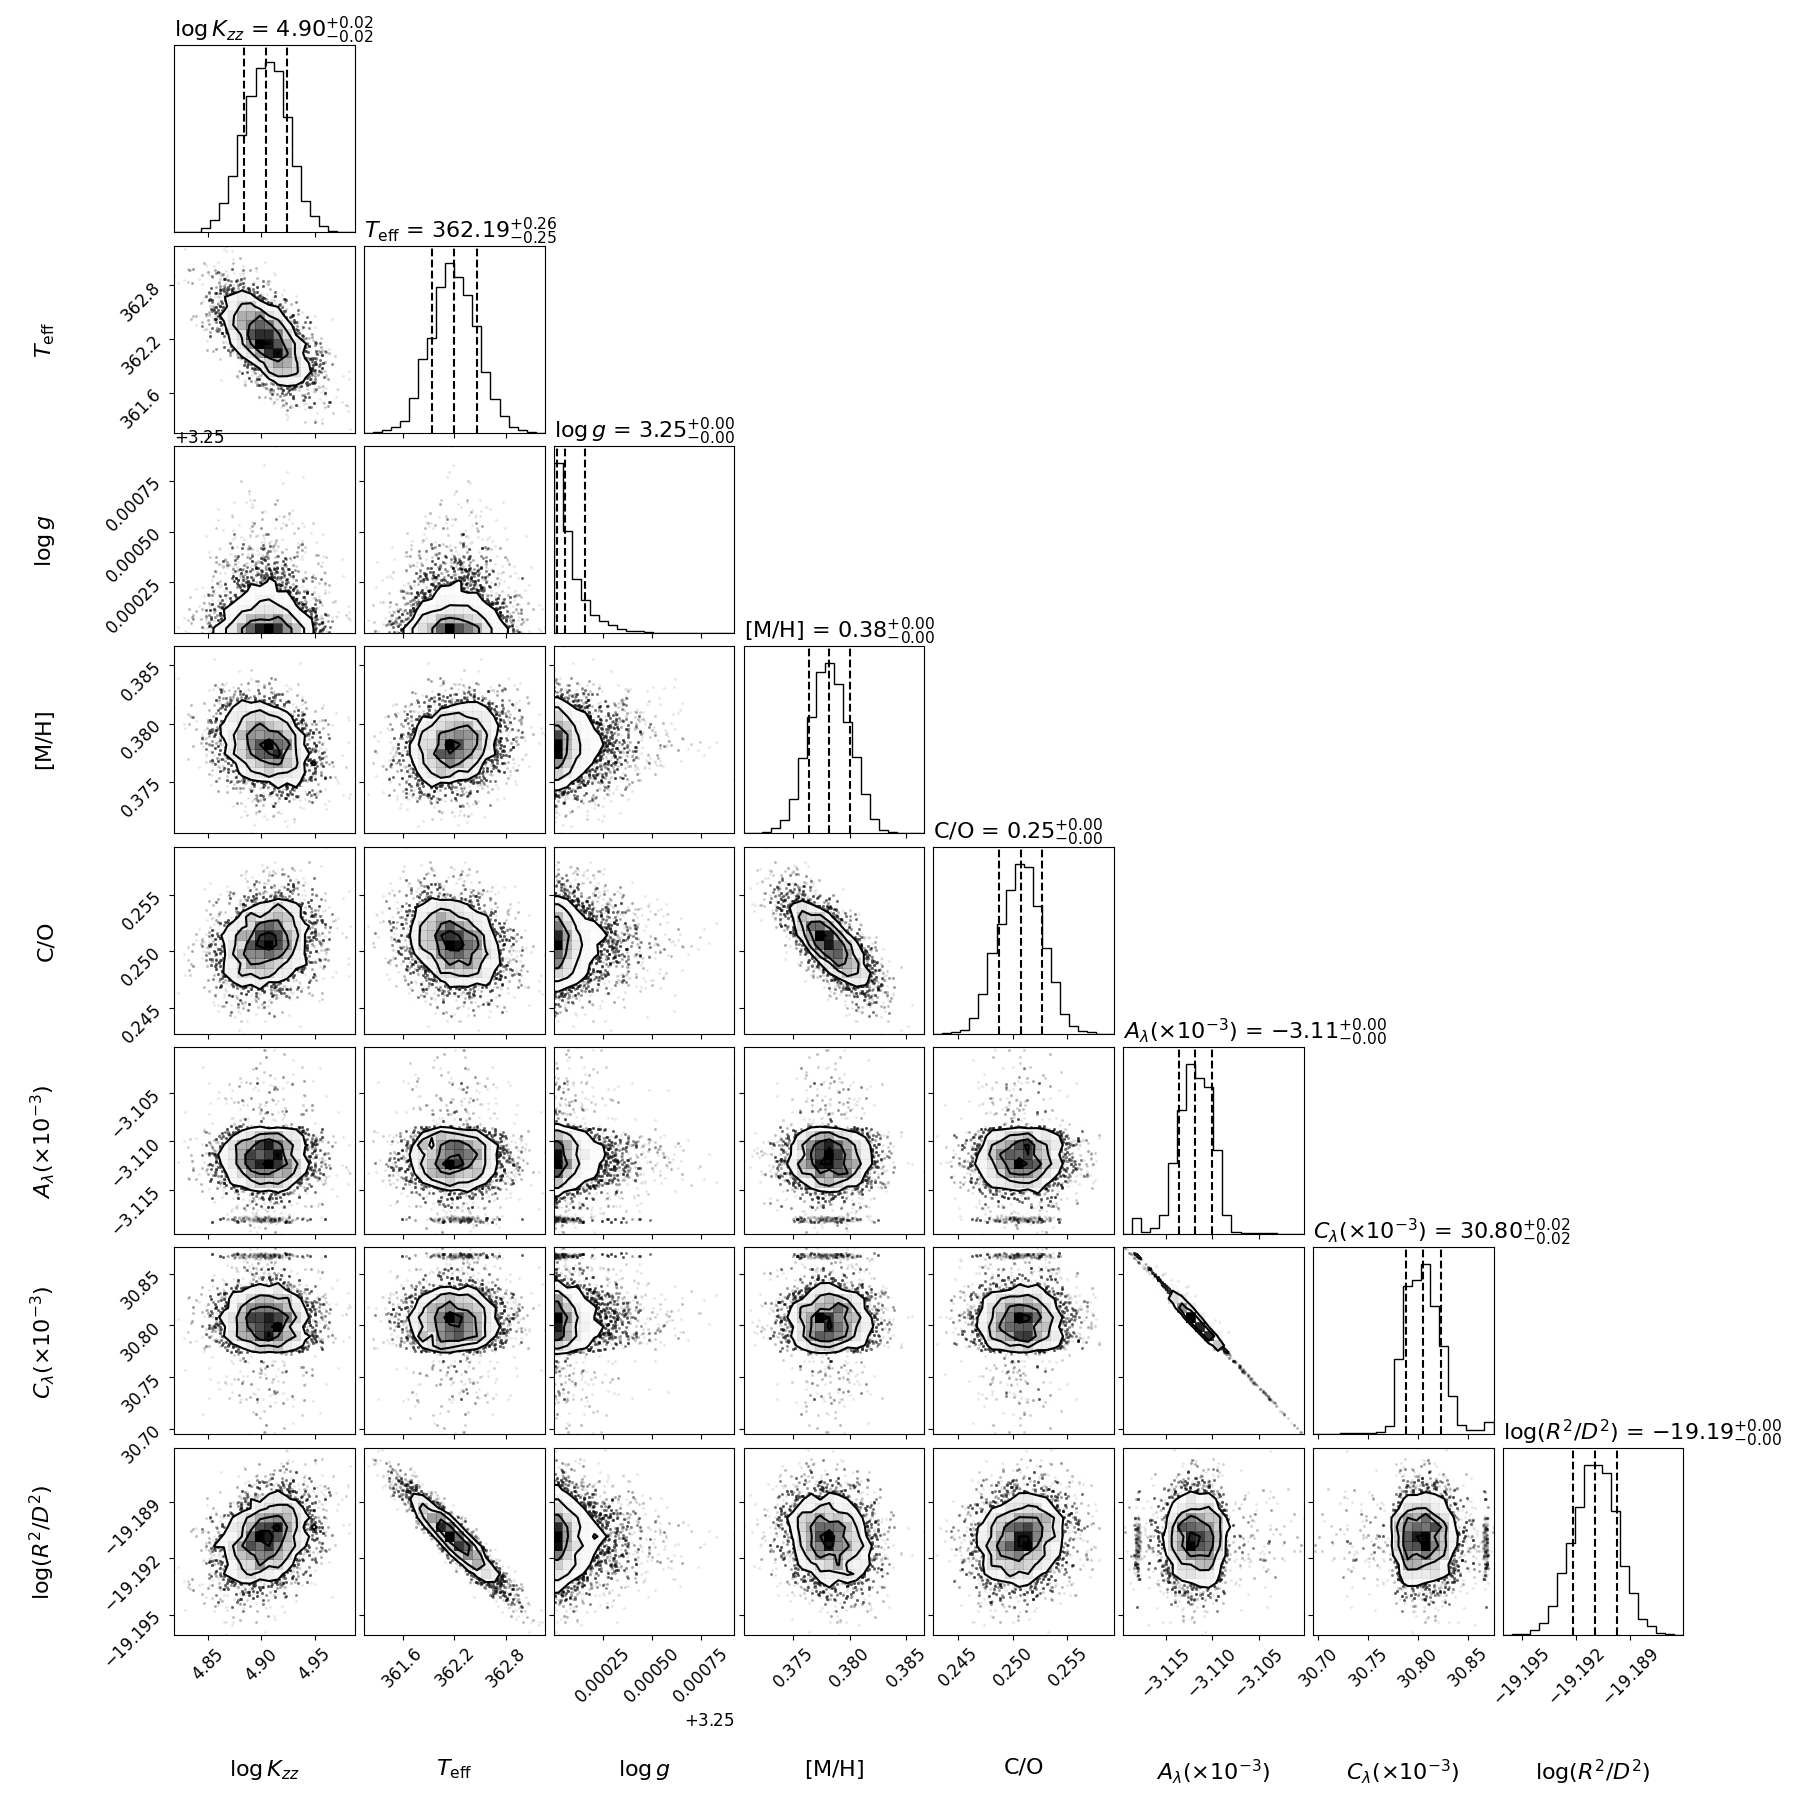 log K_zz = 4.90^{+0.02}_{−0.02}
T_eff = 362.19^{+0.26}_{−0.25}
T_eff
362.8
362.2
361.6
log g = 3.25^{+0.00}_{−0.00}
+3.25
log g
0.00075
0.00050
0.00025
[M/H] = 0.38^{+0.00}_{−0.00}
[M/H]
0.385
0.380
0.375
C/O = 0.25^{+0.00}_{−0.00}
C/O
0.255
0.250
0.245
A_λ(×10^{−3}) = −3.11^{+0.00}_{−0.00}
A_λ(×10^{−3})
−3.105
−3.110
−3.115
C_λ(×10^{−3}) = 30.80^{+0.02}_{−0.02}
C_λ(×10^{−3})
30.85
30.80
30.75
30.70
log(R²/D²) = −19.19^{+0.00}_{−0.00}
log(R²/D²)
−19.189
−19.192
−19.195
4.85 4.90 4.95 361.6 362.2 362.8 0.00025 0.00050 0.00075 0.375 0.380 0.385 0.245 0.250 0.255 −3.115 −3.110 −3.105 30.70 30.75 30.80 30.85 −19.195 −19.192 −19.189
+3.25
log K_zz T_eff log g [M/H] C/O A_λ(×10^{−3}) C_λ(×10^{−3}) log(R²/D²)